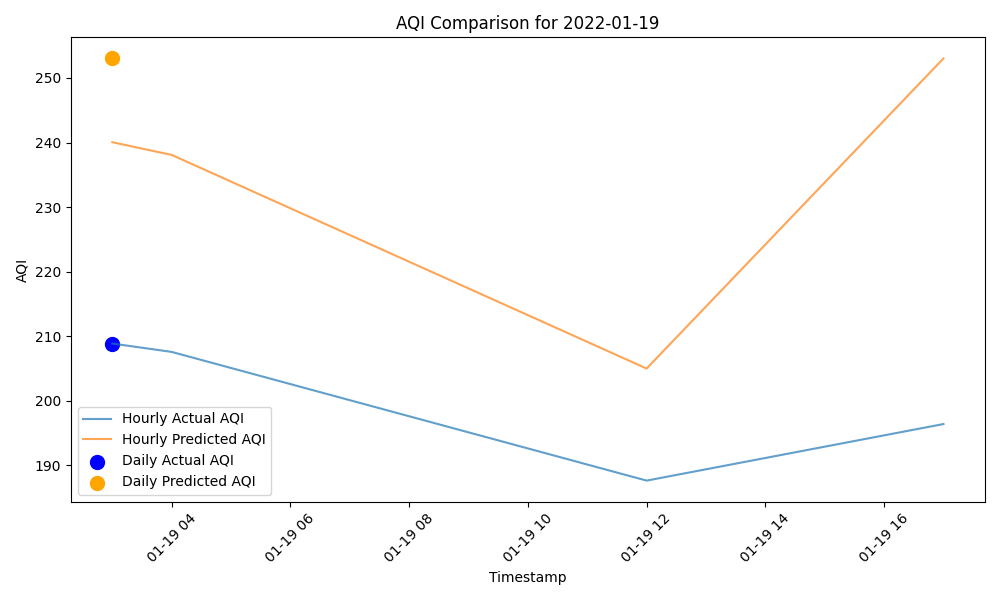 AQI Comparison for 2022-01-19
AQI
250
240
230
220
210
200
190
Hourly Actual AQI
Hourly Predicted AQI
Daily Actual AQI
Daily Predicted AQI
01-19 04
01-19 06
01-19 08
01-19 10
01-19 12
01-19 14
01-19 16
Timestamp